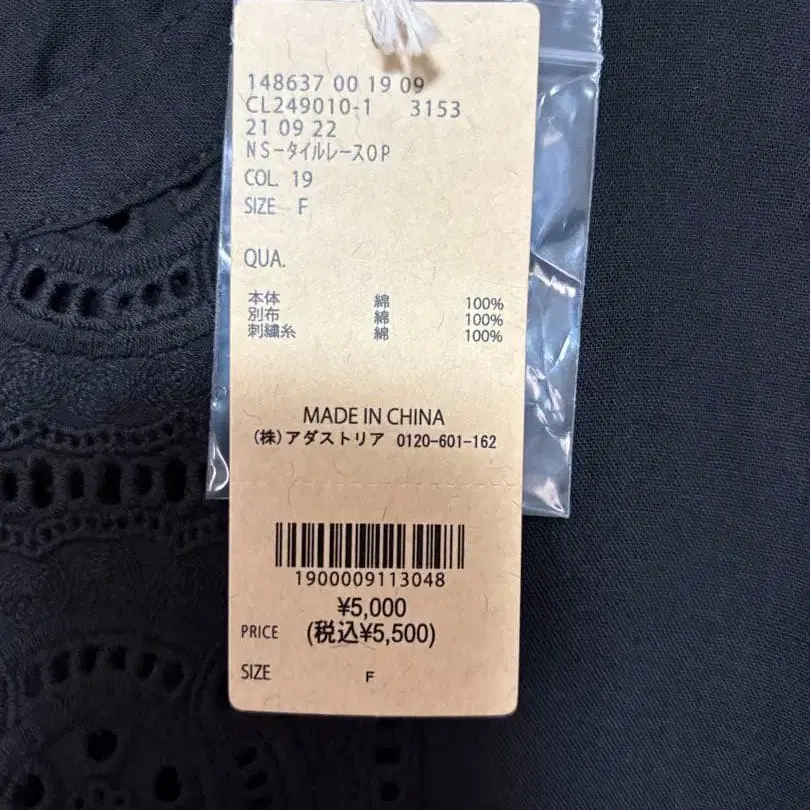 148637 00 19 09
CL249010-1 3153
21 09 22
NS-タイルレースOP
COL. 19
SIZE F
QUA.
本体 綿 100%
別布 綿 100%
刺繍糸 綿 100%
MADE IN CHINA
(株)アダストリア 0120-601-162
1900009113048
¥5,000
PRICE (税込¥5,500)
SIZE F